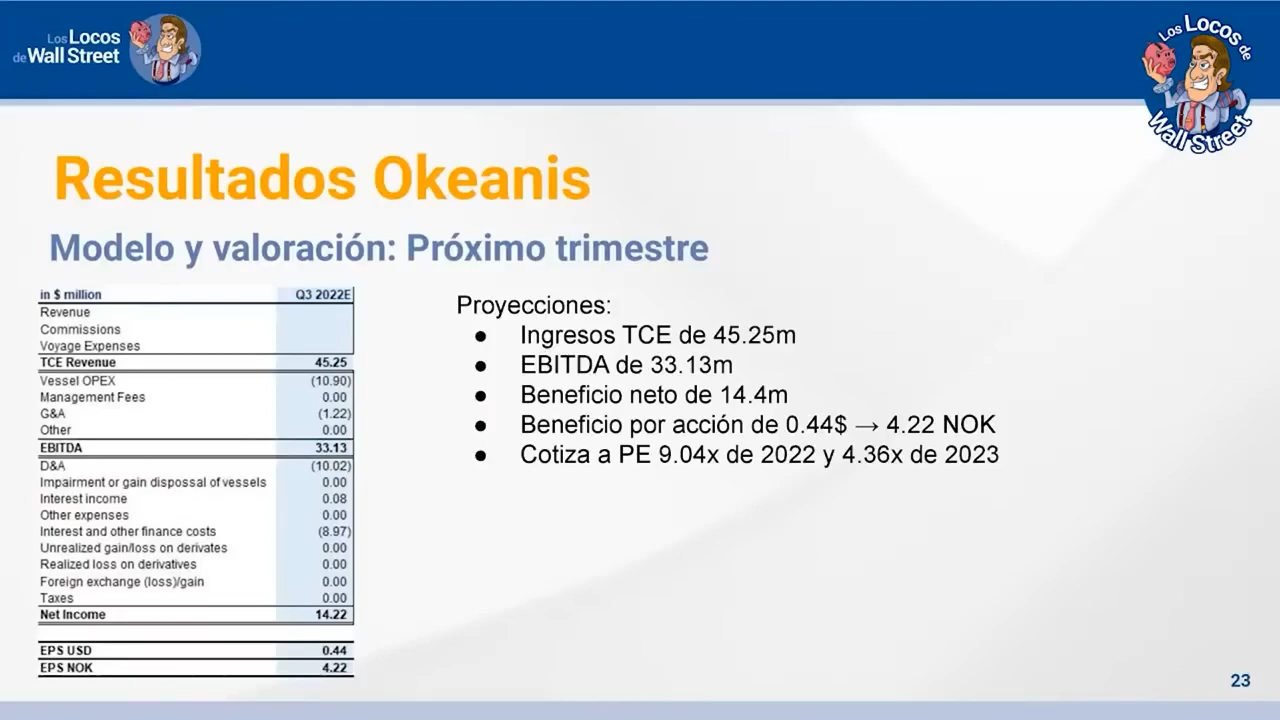 Los Locos
de Wall Street
Los Locos de
Wall Street
Resultados Okeanis
Modelo y valoración: Próximo trimestre
in $ million Q3 2022E
Revenue
Commissions
Voyage Expenses
TCE Revenue 45.25
Vessel OPEX (10.90)
Management Fees 0.00
G&A (1.22)
Other 0.00
EBITDA 33.13
D&A (10.02)
Impairment or gain dispossal of vessels 0.00
Interest income 0.08
Other expenses 0.00
Interest and other finance costs (8.97)
Unrealized gain/loss on derivates 0.00
Realized loss on derivatives 0.00
Foreign exchange (loss)/gain 0.00
Taxes 0.00
Net Income 14.22
EPS USD 0.44
EPS NOK 4.22
Proyecciones:
● Ingresos TCE de 45.25m
● EBITDA de 33.13m
● Beneficio neto de 14.4m
● Beneficio por acción de 0.44$ → 4.22 NOK
● Cotiza a PE 9.04x de 2022 y 4.36x de 2023
23